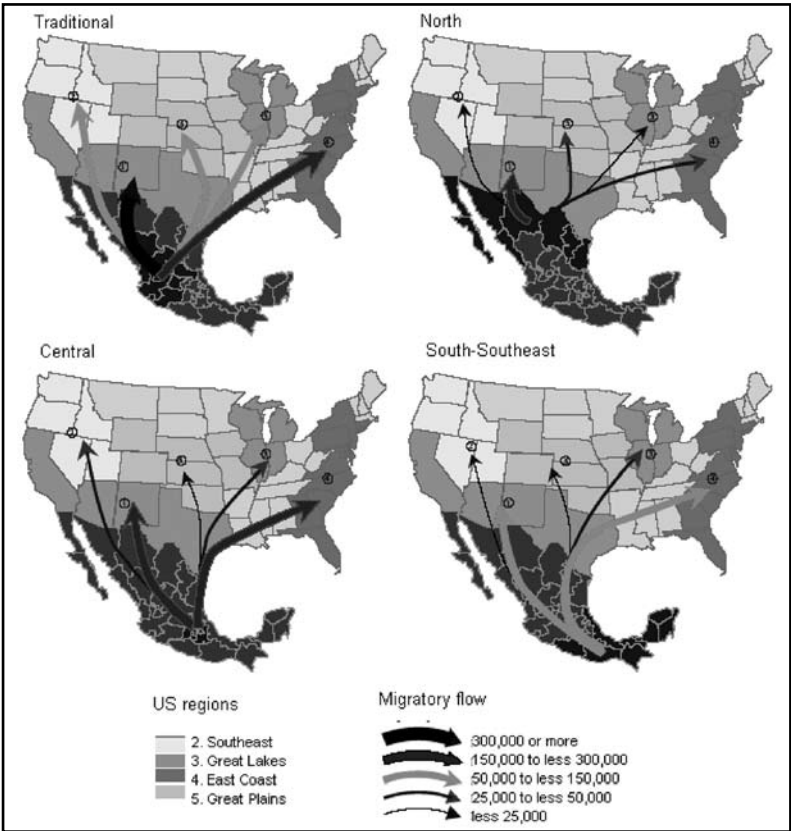 Traditional
North
Central
South-Southeast
US regions
2. Southeast
3. Great Lakes
4. East Coast
5. Great Plains
Migratory flow
300,000 or more
150,000 to less 300,000
50,000 to less 150,000
25,000 to less 50,000
less 25,000